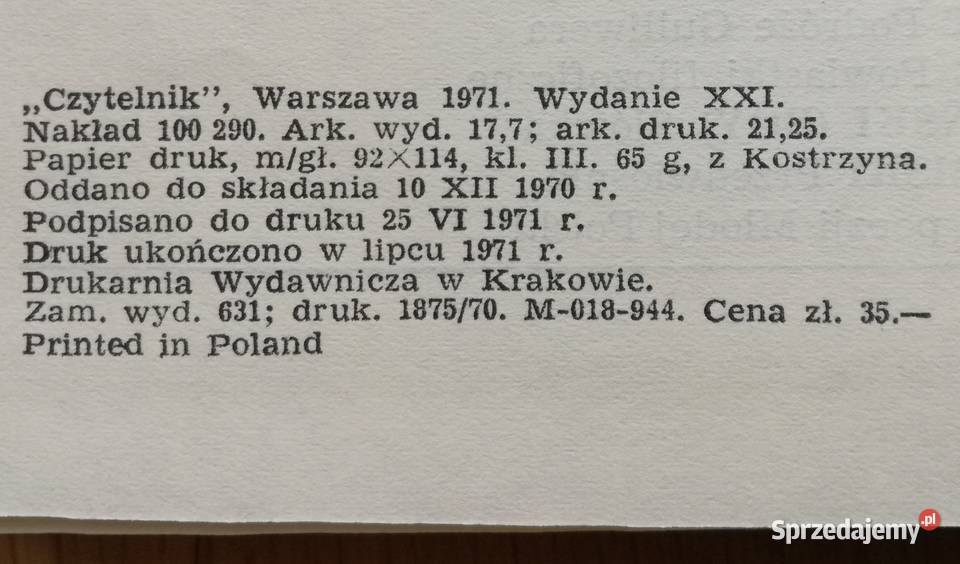 „Czytelnik”, Warszawa 1971. Wydanie XXI.
Nakład 100 290. Ark. wyd. 17,7; ark. druk. 21,25.
Papier druk, m/gł. 92×114, kl. III. 65 g, z Kostrzyna.
Oddano do składania 10 XII 1970 r.
Podpisano do druku 25 VI 1971 r.
Druk ukończono w lipcu 1971 r.
Drukarnia Wydawnicza w Krakowie.
Zam. wyd. 631; druk. 1875/70. M-018-944. Cena zł. 35.—
Printed in Poland
Sprzedajemy.pl